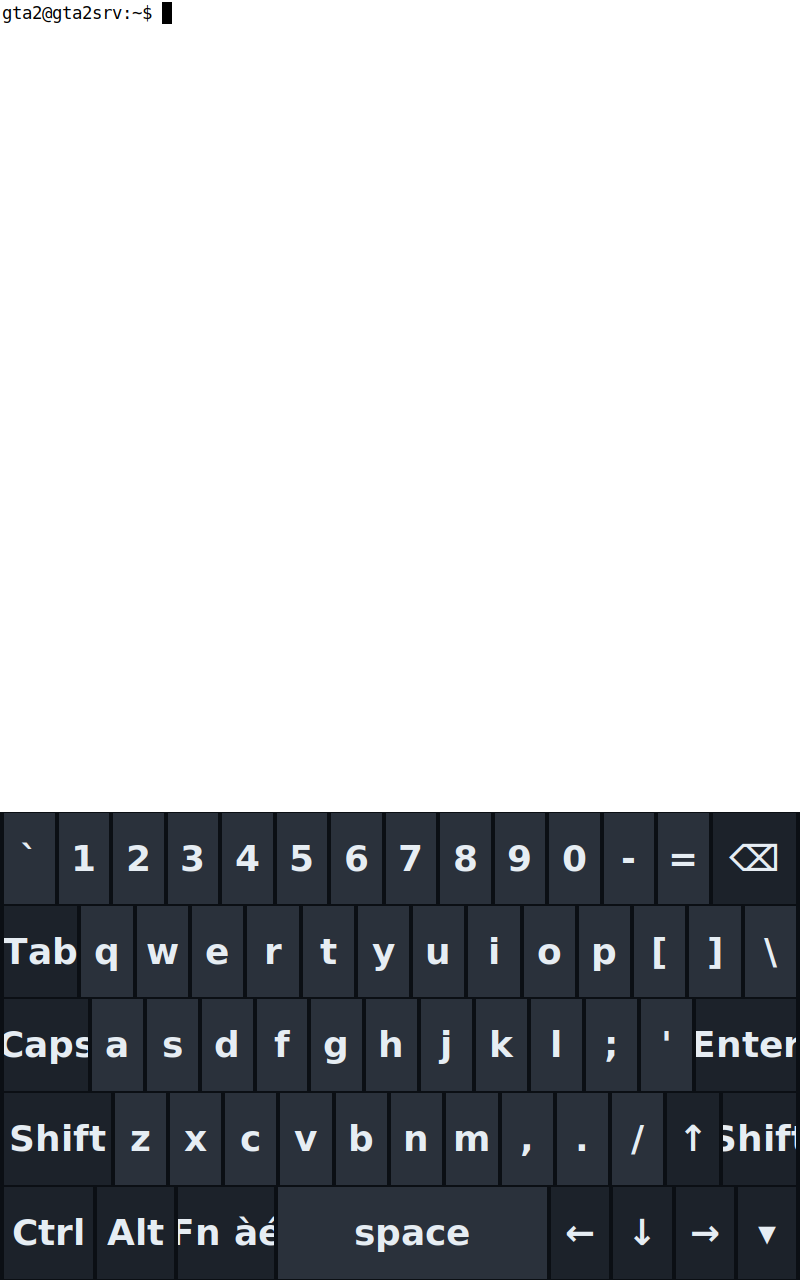 gta2@gta2srv:~$
` 1 2 3 4 5 6 7 8 9 0 - = ⌫
Tab q w e r t y u i o p [ ] \
Caps a s d f g h j k l ; ' Enter
Shift z x c v b n m , . / ↑ Shift
Ctrl Alt Fn àé space ← ↓ → ▾